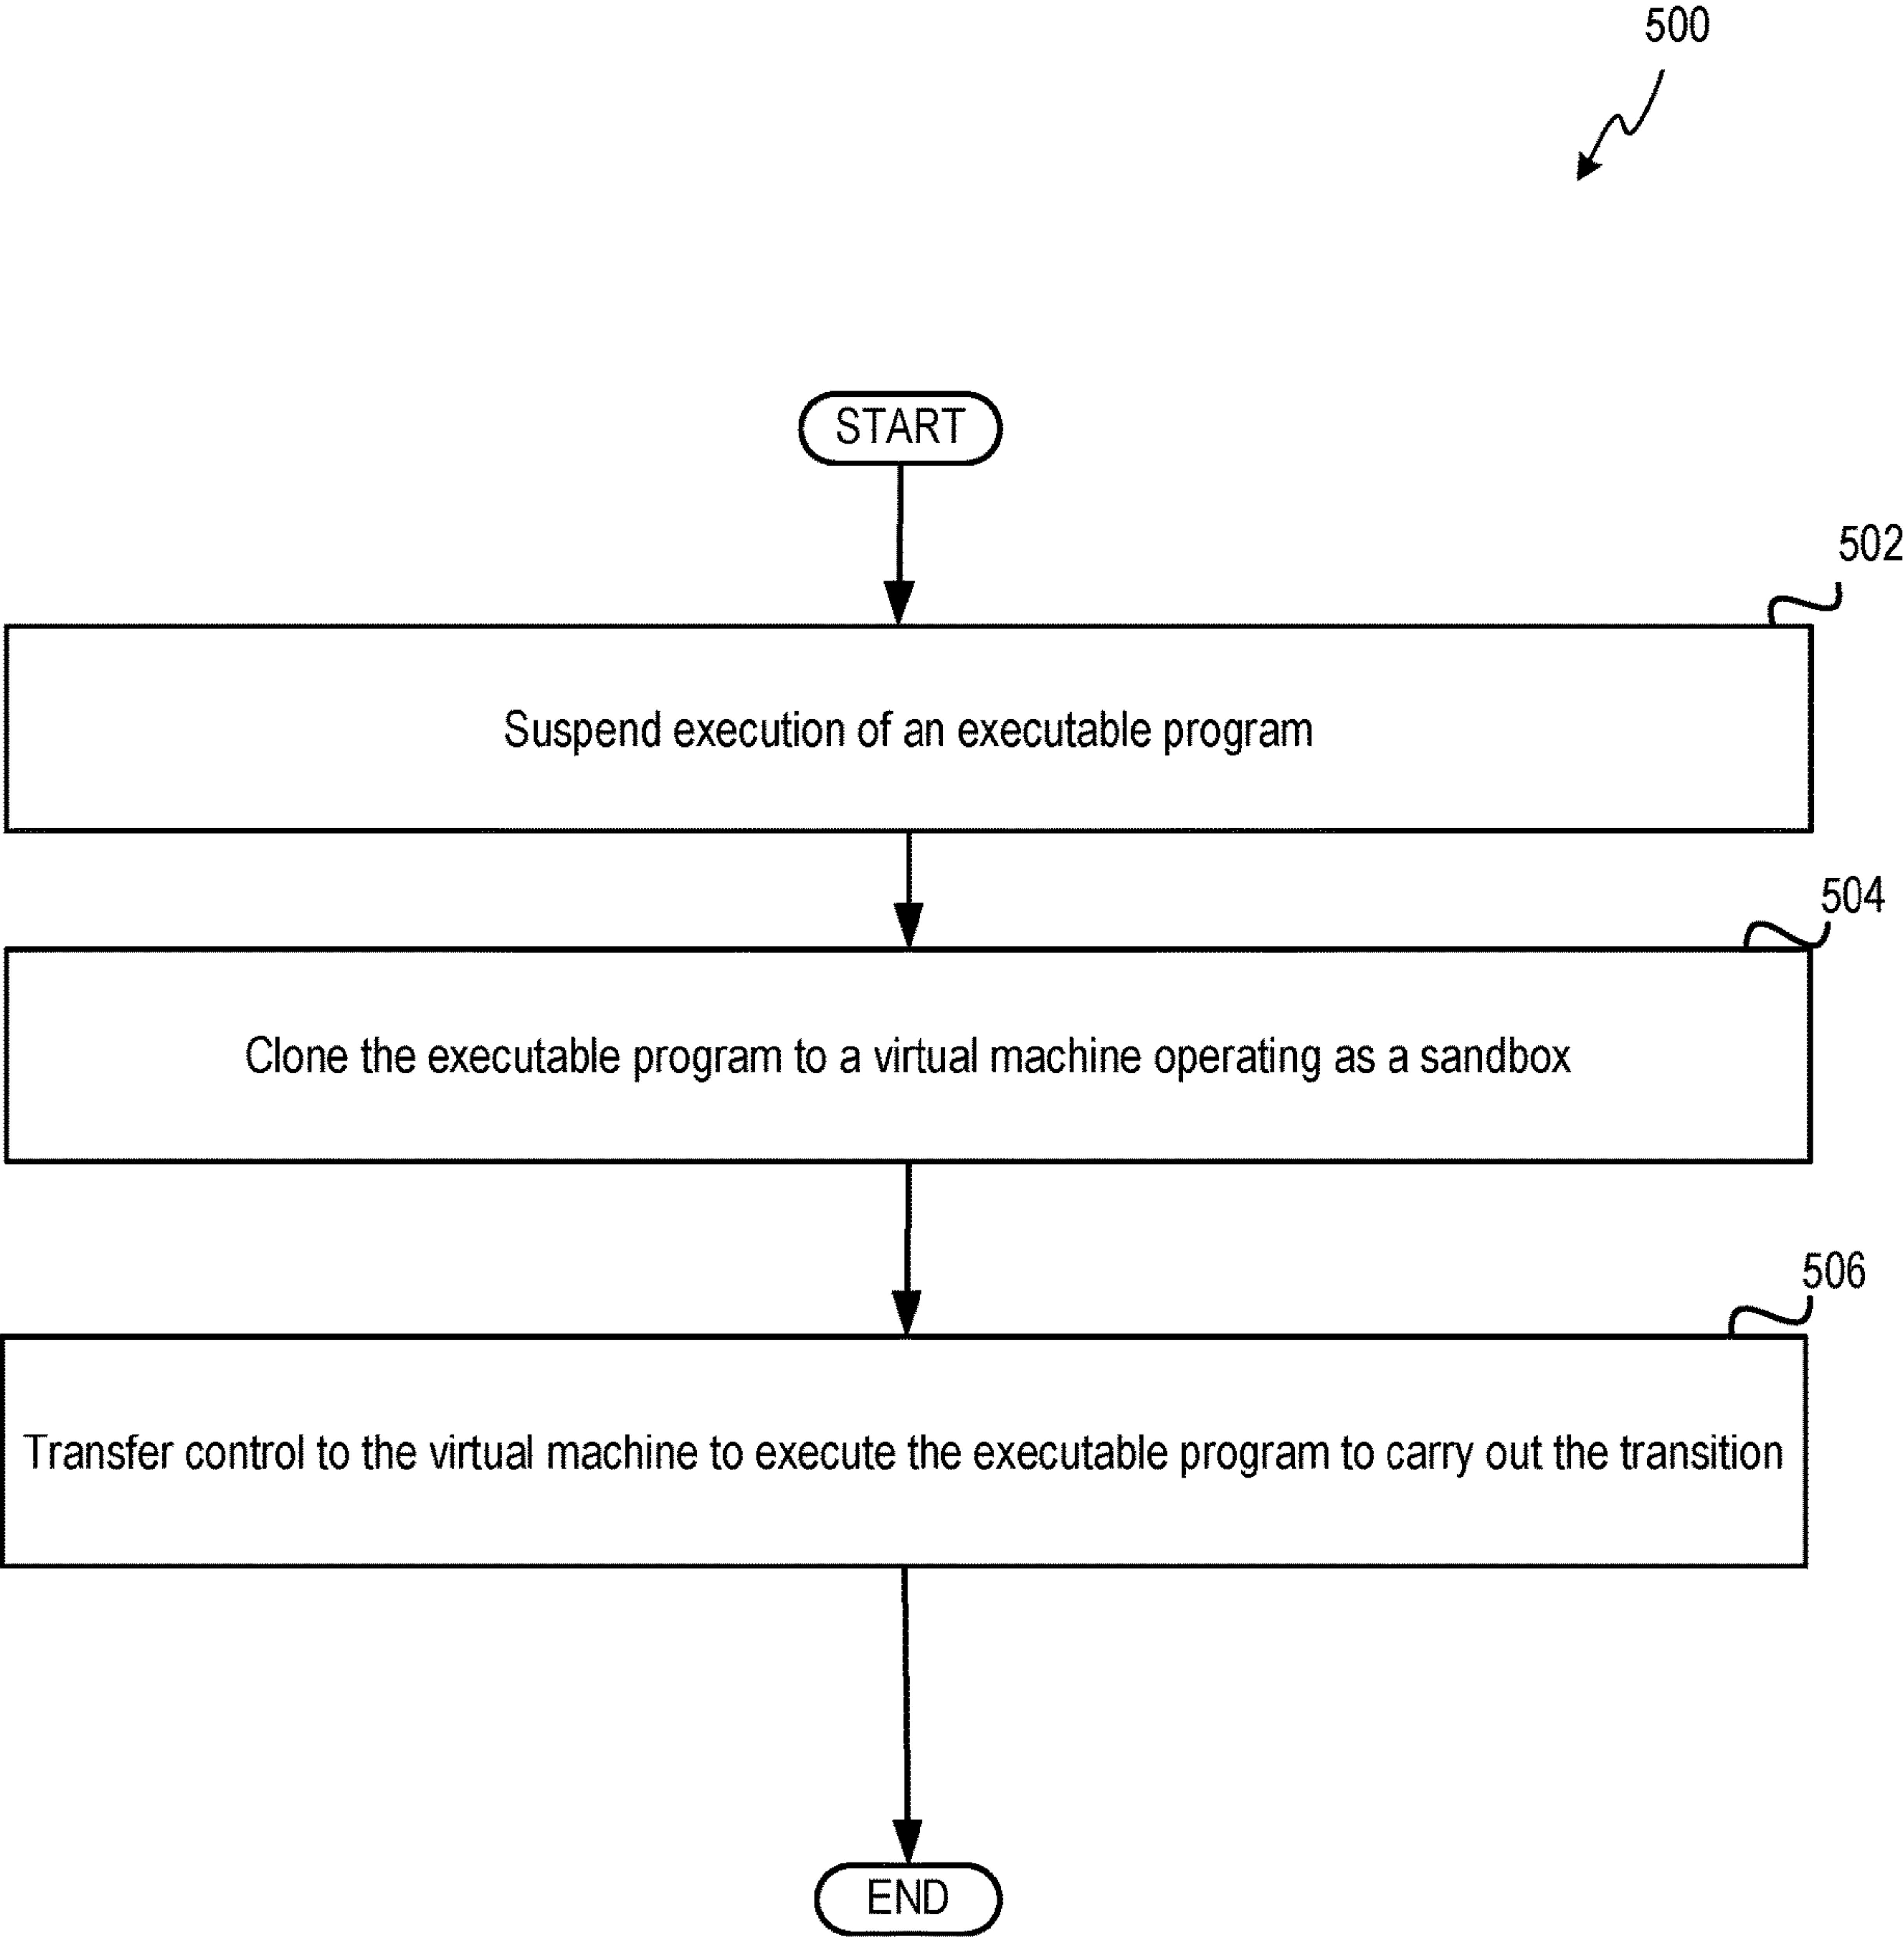 500
START
502
Suspend execution of an executable program
504
Clone the executable program to a virtual machine operating as a sandbox
506
Transfer control to the virtual machine to execute the executable program to carry out the transition
END